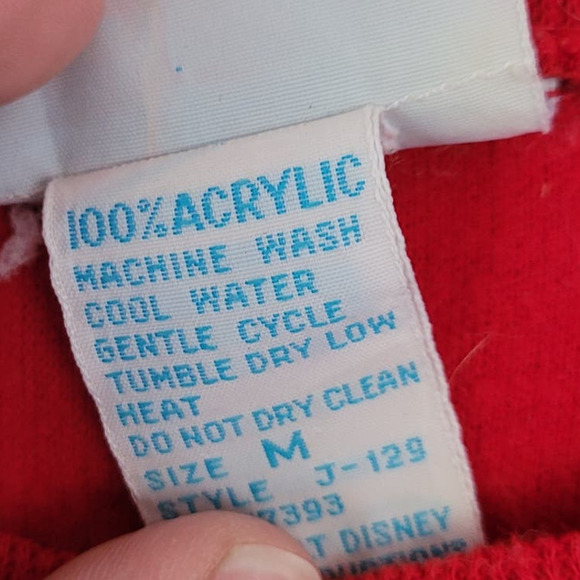 100% ACRYLIC
MACHINE WASH
COOL WATER
GENTLE CYCLE
TUMBLE DRY LOW
HEAT
DO NOT DRY CLEAN
SIZE M
STYLE J-129
393
T DISNEY